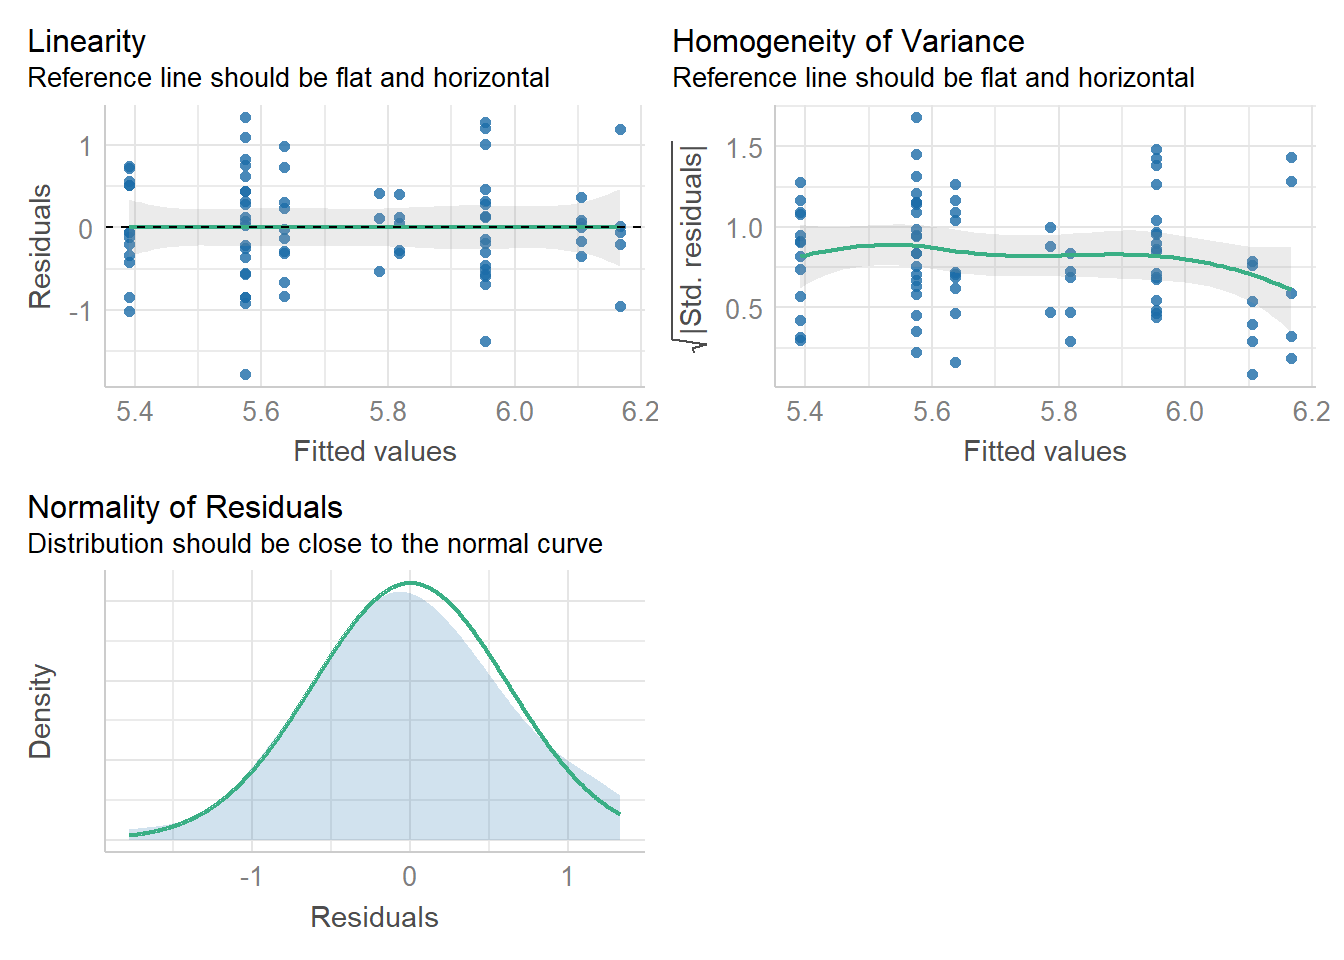 Linearity
Reference line should be flat and horizontal
Residuals
1
0
-1
5.4 5.6 5.8 6.0 6.2
Fitted values
Homogeneity of Variance
Reference line should be flat and horizontal
√|Std. residuals|
1.5
1.0
0.5
5.4 5.6 5.8 6.0 6.2
Fitted values
Normality of Residuals
Distribution should be close to the normal curve
Density
-1 0 1
Residuals